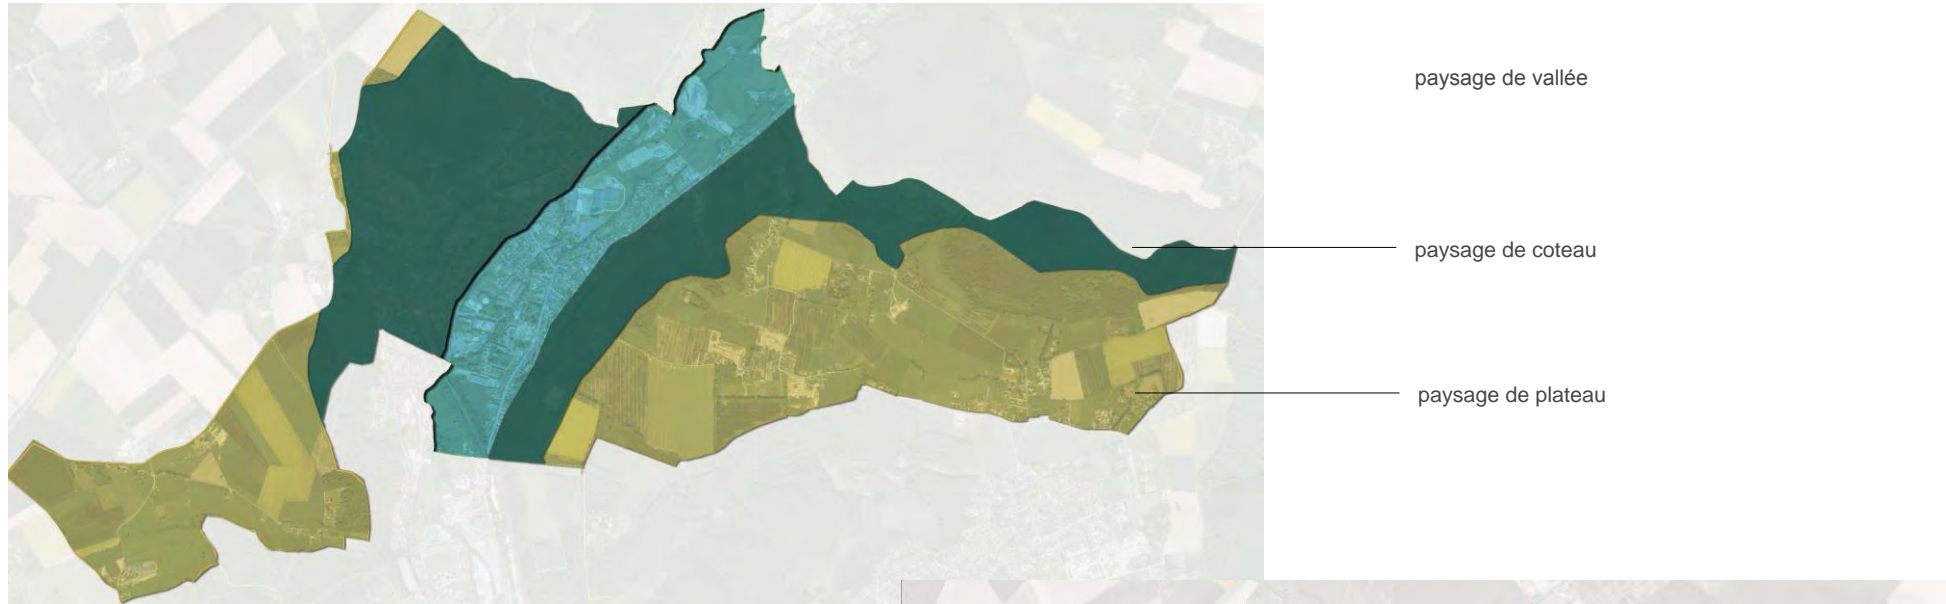 paysage de vallée
paysage de coteau
paysage de plateau